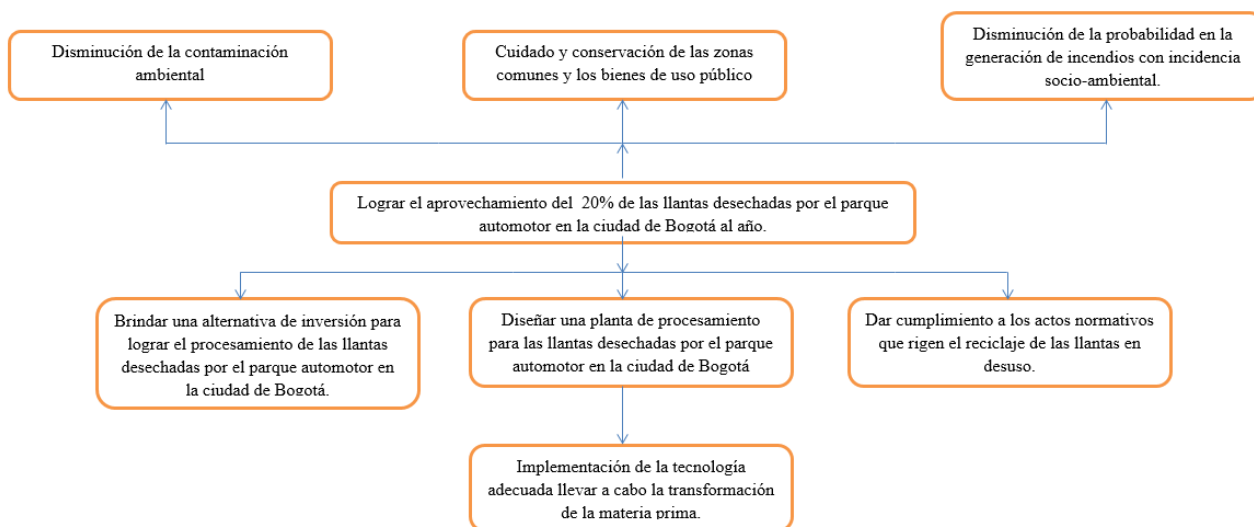 Disminución de la contaminación
ambiental
Cuidado y conservación de las zonas
comunes y los bienes de uso público
Disminución de la probabilidad en la
generación de incendios con incidencia
socio-ambiental.
Lograr el aprovechamiento del 20% de las llantas desechadas por el parque
automotor en la ciudad de Bogotá al año.
Brindar una alternativa de inversión para
lograr el procesamiento de las llantas
desechadas por el parque automotor en
la ciudad de Bogotá.
Diseñar una planta de procesamiento
para las llantas desechadas por el parque
automotor en la ciudad de Bogotá
Dar cumplimiento a los actos normativos
que rigen el reciclaje de las llantas en
desuso.
Implementación de la tecnología
adecuada llevar a cabo la transformación
de la materia prima.